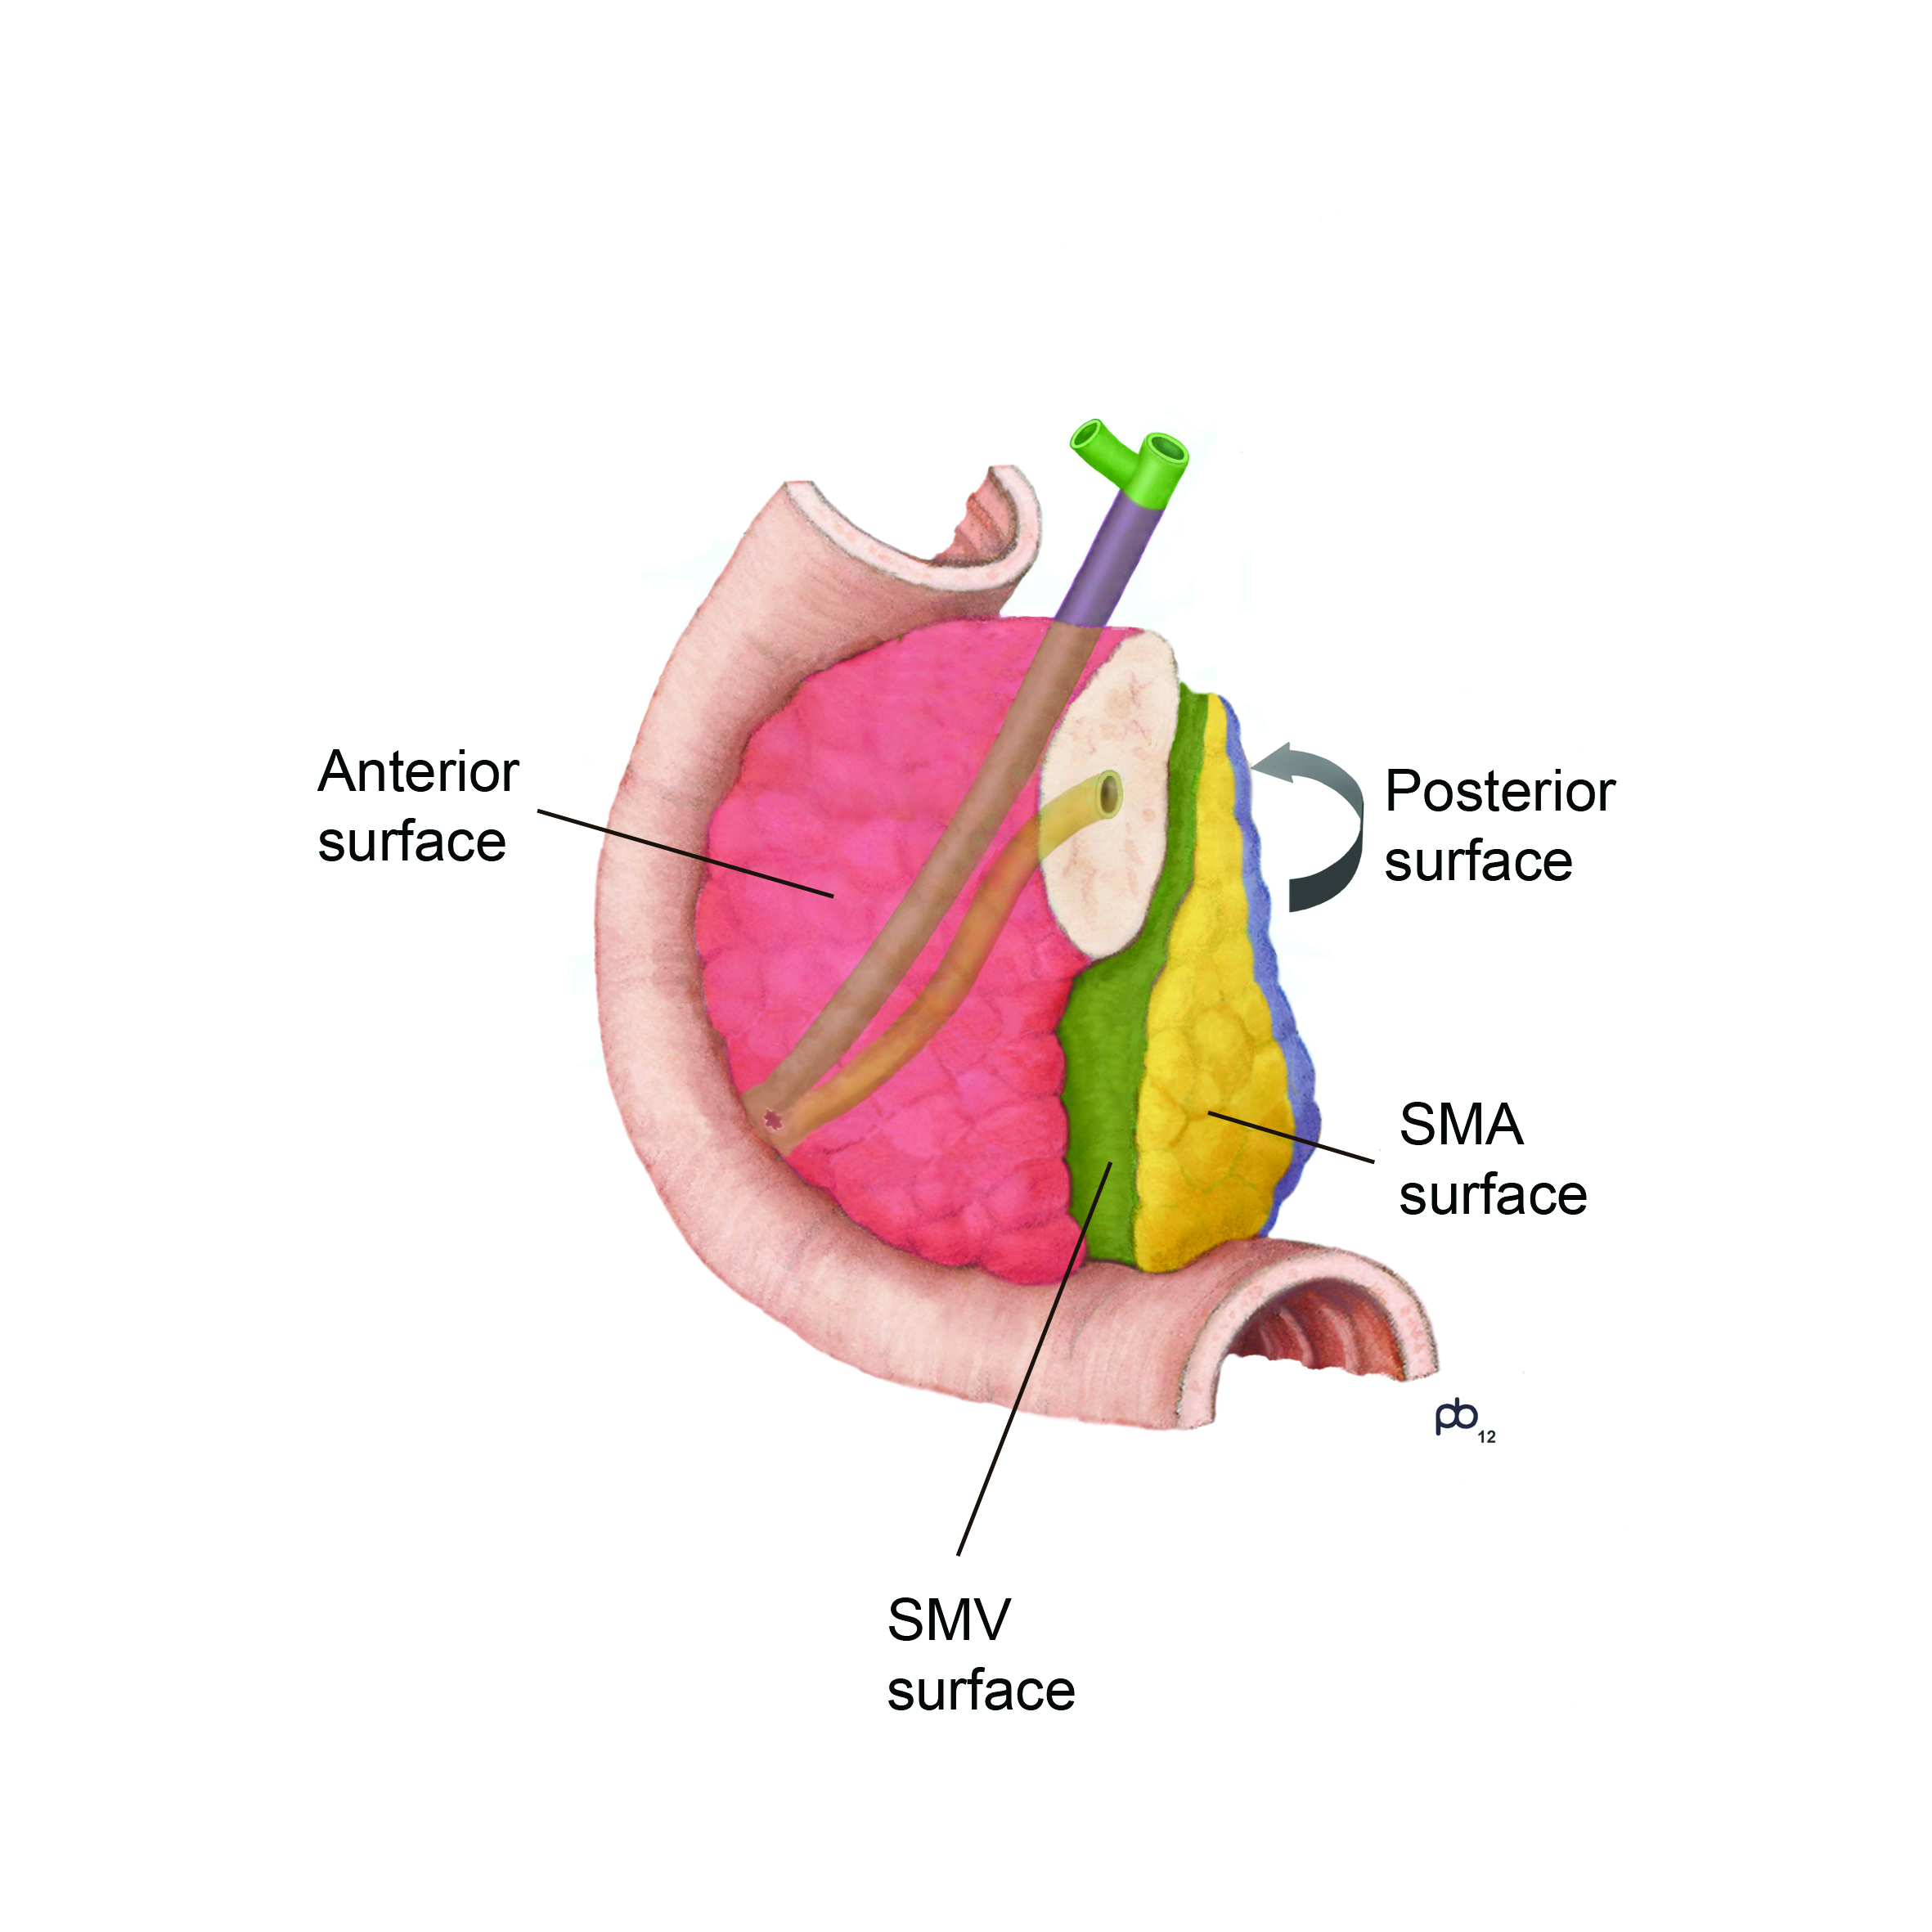 Anterior
surface
Posterior
surface
SMA
surface
SMV
surface
pb
12